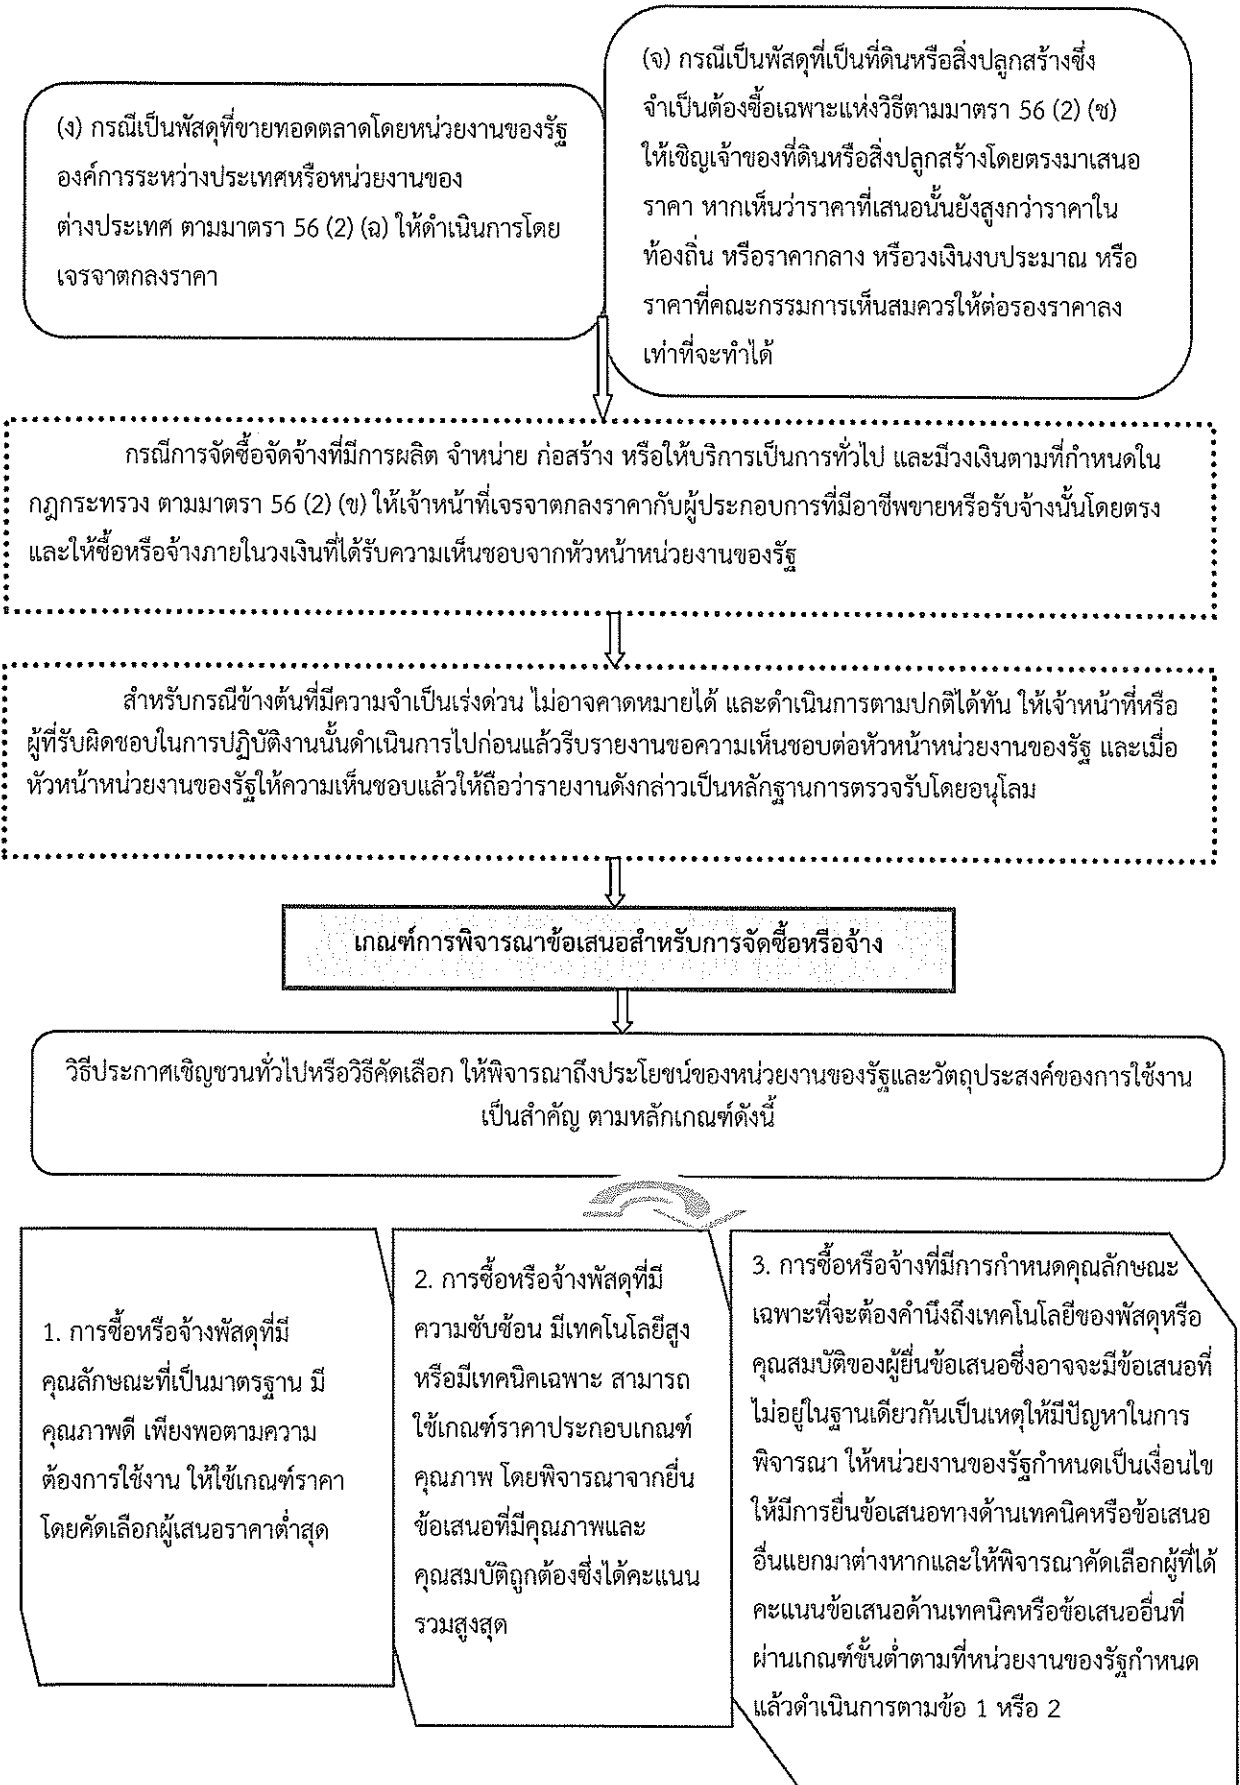 (ง) กรณีเป็นพัสดุที่ขายทอดตลาดโดยหน่วยงานของรัฐ
องค์การระหว่างประเทศหรือหน่วยงานของ
ต่างประเทศ ตามมาตรา 56 (2) (ฉ) ให้ดำเนินการโดย
เจรจาตกลงราคา
(จ) กรณีเป็นพัสดุที่เป็นที่ดินหรือสิ่งปลูกสร้างซึ่ง
จำเป็นต้องซื้อเฉพาะแห่งวิธีตามมาตรา 56 (2) (ช)
ให้เชิญเจ้าของที่ดินหรือสิ่งปลูกสร้างโดยตรงมาเสนอ
ราคา หากเห็นว่าราคาที่เสนอนั้นยังสูงกว่าราคาใน
ท้องถิ่น หรือราคากลาง หรือวงเงินงบประมาณ หรือ
ราคาที่คณะกรรมการเห็นสมควรให้ต่อรองราคาลง
เท่าที่จะทำได้
กรณีการจัดซื้อจัดจ้างที่มีการผลิต จำหน่าย ก่อสร้าง หรือให้บริการเป็นการทั่วไป และมีวงเงินตามที่กำหนดใน
กฎกระทรวง ตามมาตรา 56 (2) (ข) ให้เจ้าหน้าที่เจรจาตกลงราคากับผู้ประกอบการที่มีอาชีพขายหรือรับจ้างนั้นโดยตรง
และให้ซื้อหรือจ้างภายในวงเงินที่ได้รับความเห็นชอบจากหัวหน้าหน่วยงานของรัฐ
สำหรับกรณีข้างต้นที่มีความจำเป็นเร่งด่วน ไม่อาจคาดหมายได้ และดำเนินการตามปกติได้ทัน ให้เจ้าหน้าที่หรือ
ผู้ที่รับผิดชอบในการปฏิบัติงานนั้นดำเนินการไปก่อนแล้วรีบรายงานขอความเห็นชอบต่อหัวหน้าหน่วยงานของรัฐ และเมื่อ
หัวหน้าหน่วยงานของรัฐให้ความเห็นชอบแล้วให้ถือว่ารายงานดังกล่าวเป็นหลักฐานการตรวจรับโดยอนุโลม
เกณฑ์การพิจารณาข้อเสนอสำหรับการจัดซื้อหรือจ้าง
วิธีประกาศเชิญชวนทั่วไปหรือวิธีคัดเลือก ให้พิจารณาถึงประโยชน์ของหน่วยงานของรัฐและวัตถุประสงค์ของการใช้งาน
เป็นสำคัญ ตามหลักเกณฑ์ดังนี้
1. การซื้อหรือจ้างพัสดุที่มี
คุณลักษณะที่เป็นมาตรฐาน มี
คุณภาพดี เพียงพอตามความ
ต้องการใช้งาน ให้ใช้เกณฑ์ราคา
โดยคัดเลือกผู้เสนอราคาต่ำสุด
2. การซื้อหรือจ้างพัสดุที่มี
ความซับซ้อน มีเทคโนโลยีสูง
หรือมีเทคนิคเฉพาะ สามารถ
ใช้เกณฑ์ราคาประกอบเกณฑ์
คุณภาพ โดยพิจารณาจากยื่น
ข้อเสนอที่มีคุณภาพและ
คุณสมบัติถูกต้องซึ่งได้คะแนน
รวมสูงสุด
3. การซื้อหรือจ้างที่มีการกำหนดคุณลักษณะ
เฉพาะที่จะต้องคำนึงถึงเทคโนโลยีของพัสดุหรือ
คุณสมบัติของผู้ยื่นข้อเสนอซึ่งอาจจะมีข้อเสนอที่
ไม่อยู่ในฐานเดียวกันเป็นเหตุให้มีปัญหาในการ
พิจารณา ให้หน่วยงานของรัฐกำหนดเป็นเงื่อนไข
ให้มีการยื่นข้อเสนอทางด้านเทคนิคหรือข้อเสนอ
อื่นแยกมาต่างหากและให้พิจารณาคัดเลือกผู้ที่ได้
คะแนนข้อเสนอด้านเทคนิคหรือข้อเสนออื่นที่
ผ่านเกณฑ์ขั้นต่ำตามที่หน่วยงานของรัฐกำหนด
แล้วดำเนินการตามข้อ 1 หรือ 2